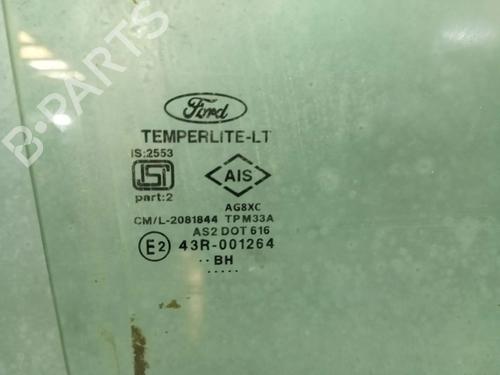 B-PARTS
Ford
TEMPERLITE-LT
IS:2553
ISI
AIS
part:2
AG8XC
CM/L-2081844 TPM33A
AS2 DOT 616
E2 43R-001264
··BH
·····